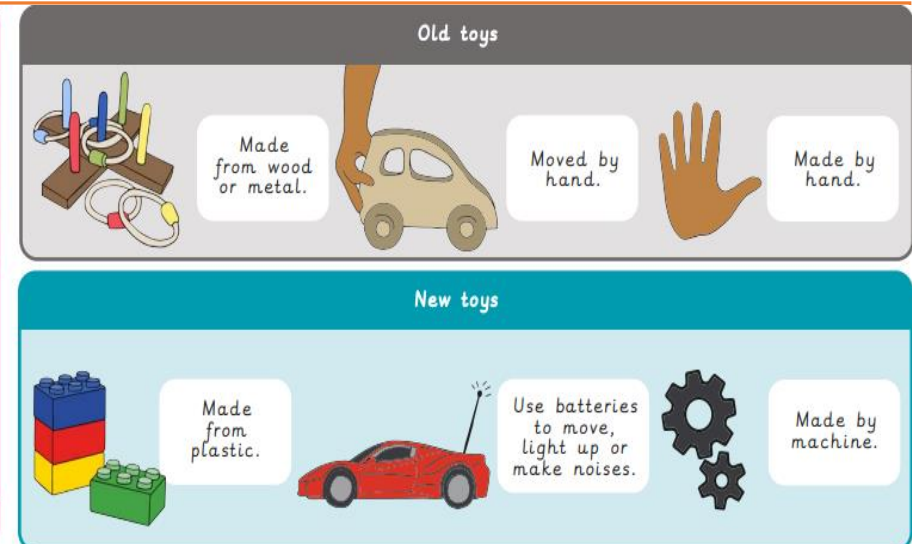 Old toys
Made
from wood
or metal.
Moved by
hand.
Made by
hand.
New toys
Made
from
plastic.
Use batteries
to move,
light up or
make noises.
Made by
machine.